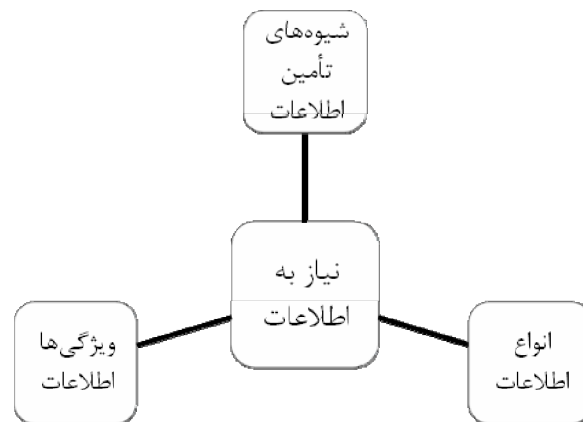 شیوه‌های
تأمین
اطلاعات
نیاز به
اطلاعات
انواع
اطلاعات
ویژگی‌ها
اطلاعات